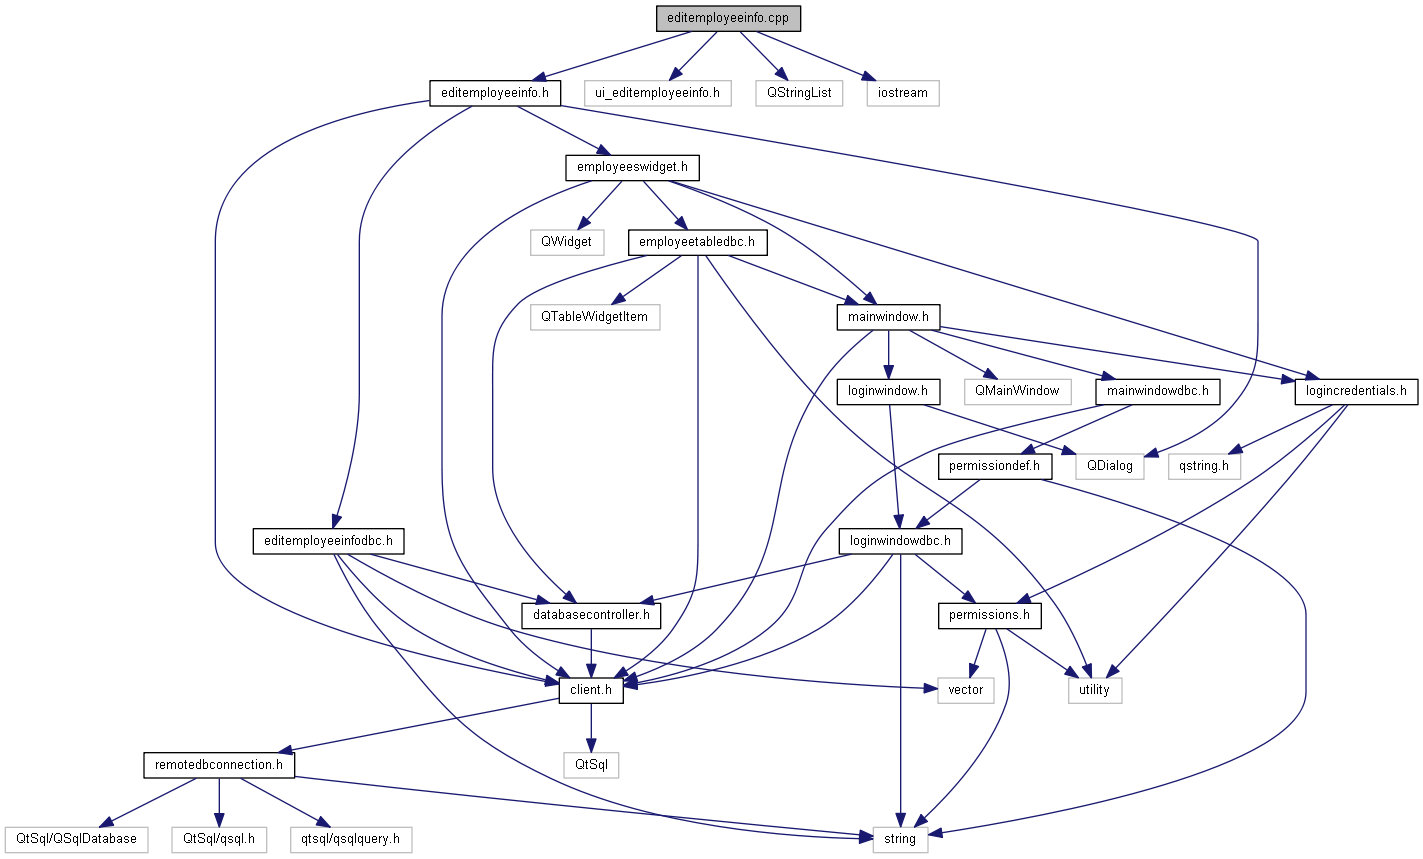 editemployeeinfo.cpp
editemployeeinfo.h
ui_editemployeeinfo.h
QStringList
iostream
employeeswidget.h
QWidget
employeetabledbc.h
QTableWidgetItem
mainwindow.h
loginwindow.h
QMainWindow
mainwindowdbc.h
logincredentials.h
permissiondef.h
QDialog
qstring.h
editemployeeinfodbc.h
loginwindowdbc.h
databasecontroller.h
permissions.h
client.h
vector
utility
remotedbconnection.h
QtSql
QtSql/QSqlDatabase
QtSql/qsql.h
qtsql/qsqlquery.h
string